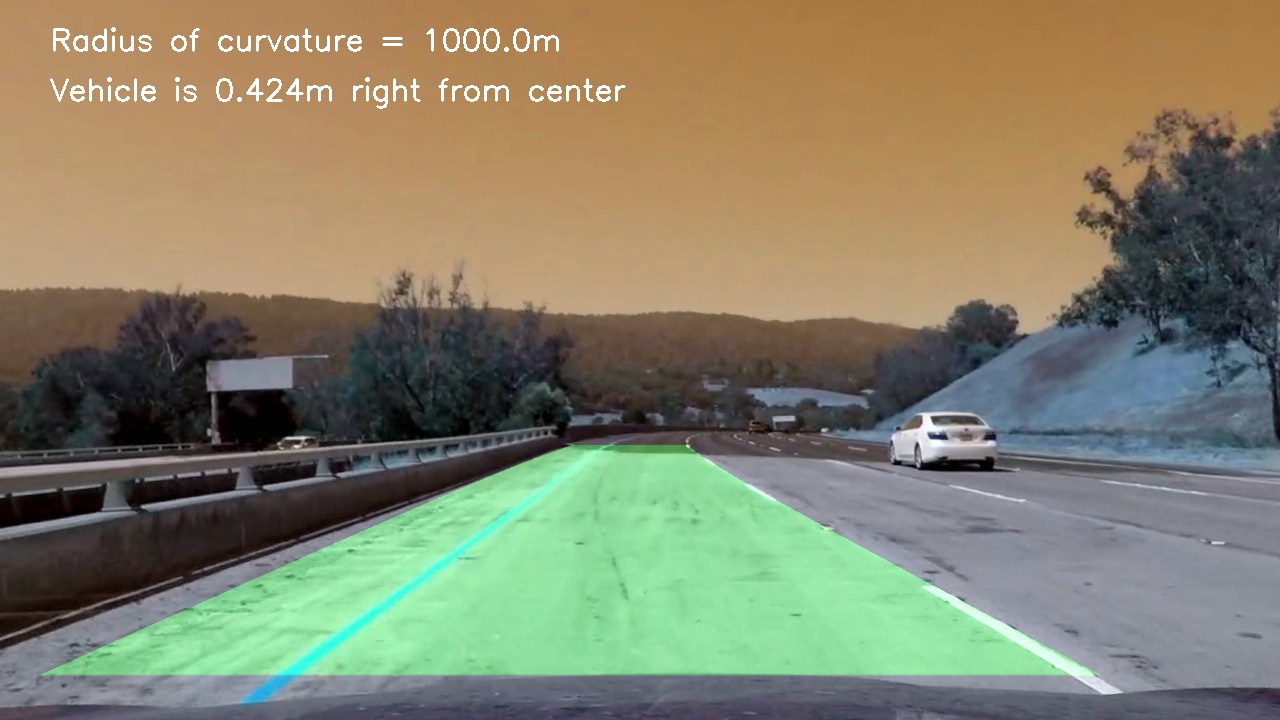 Radius of curvature = 1000.0m
Vehicle is 0.424m right from center